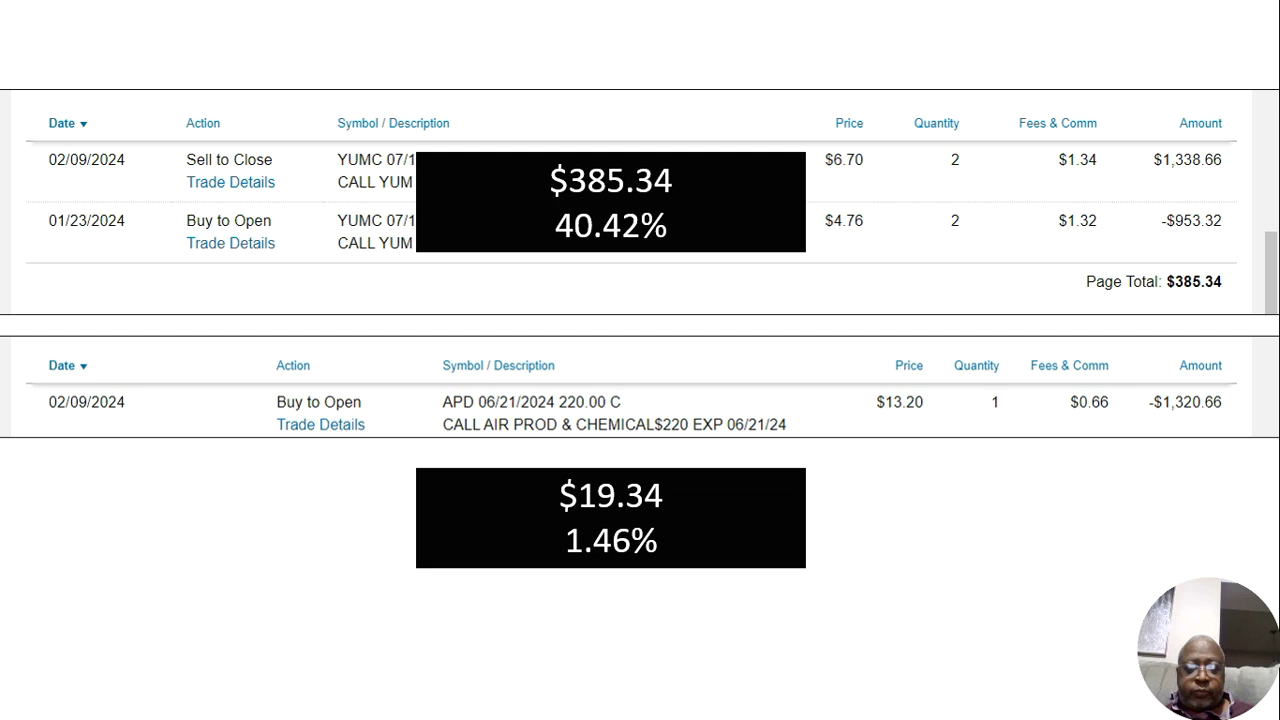 Date ▼ Action Symbol / Description Price Quantity Fees & Comm Amount
02/09/2024 Sell to Close YUMC 07/1 $6.70 2 $1.34 $1,338.66
Trade Details CALL YUM
$385.34
40.42%
01/23/2024 Buy to Open YUMC 07/1 $4.76 2 $1.32 -$953.32
Trade Details CALL YUM
Page Total: $385.34
Date ▼ Action Symbol / Description Price Quantity Fees & Comm Amount
02/09/2024 Buy to Open APD 06/21/2024 220.00 C $13.20 1 $0.66 -$1,320.66
Trade Details CALL AIR PROD & CHEMICAL$220 EXP 06/21/24
$19.34
1.46%